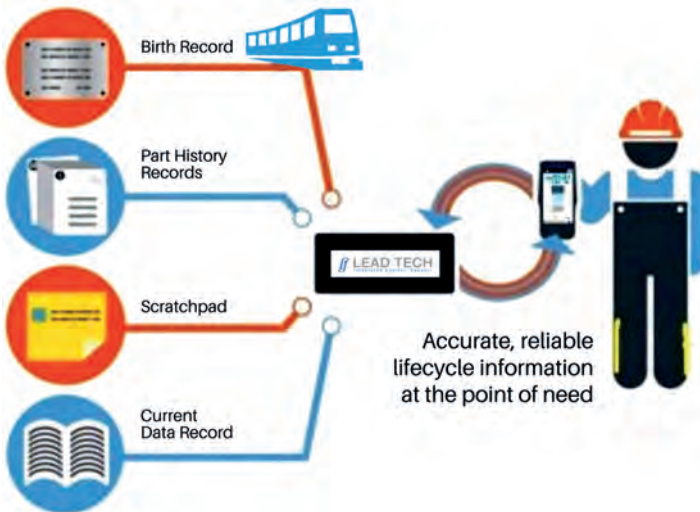 Birth Record
Part History
Records
Scratchpad
Current
Data Record
LEAD TECH
Accurate, reliable
lifecycle information
at the point of need